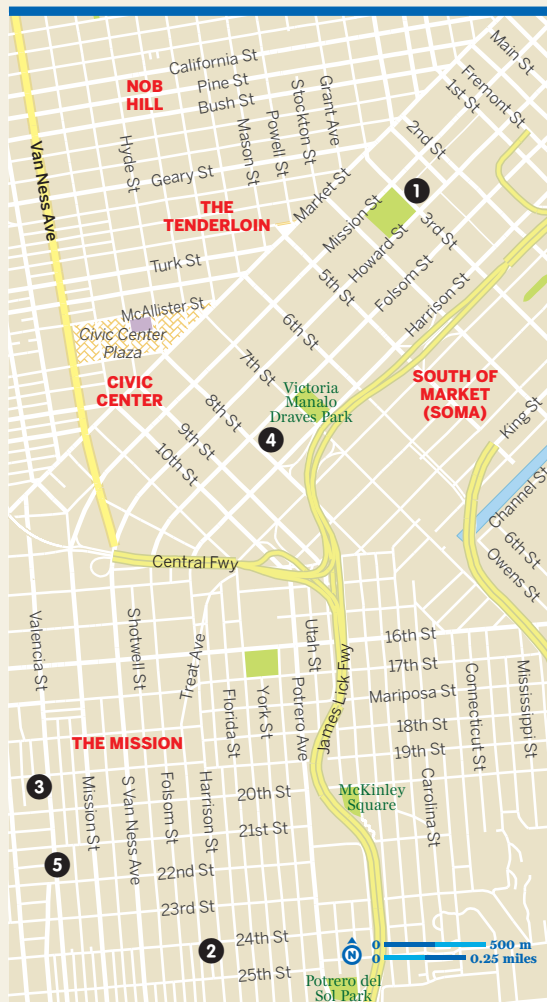 Main St
Fremont St
1st St
California St
Pine St
Bush St
NOB
HILL
Grant Ave
Stockton St
Powell St
Mason St
2nd St
Hyde St
Geary St
Van Ness Ave
Market St
1
THE
TENDERLOIN
Mission St
3rd St
Howard St
Turk St
5th St
Folsom St
Harrison St
McAllister St
Civic Center
Plaza
6th St
7th St
CIVIC
CENTER
Victoria
Manalo
Draves Park
SOUTH OF
MARKET
(SOMA)
8th St
9th St
4
10th St
King St
Channel St
6th St
Owens St
Central Fwy
Valencia St
Shotwell St
Treat Ave
Utah St
James Lick Fwy
16th St
17th St
Mariposa St
18th St
19th St
Connecticut St
Mississippi St
Florida St
York St
Potrero Ave
THE MISSION
3
Mission St
S Van Ness Ave
Folsom St
Harrison St
20th St
McKinley
Square
Carolina St
21st St
5
22nd St
23rd St
2
24th St
25th St
N
0 500 m
0 0.25 miles
Potrero del
Sol Park